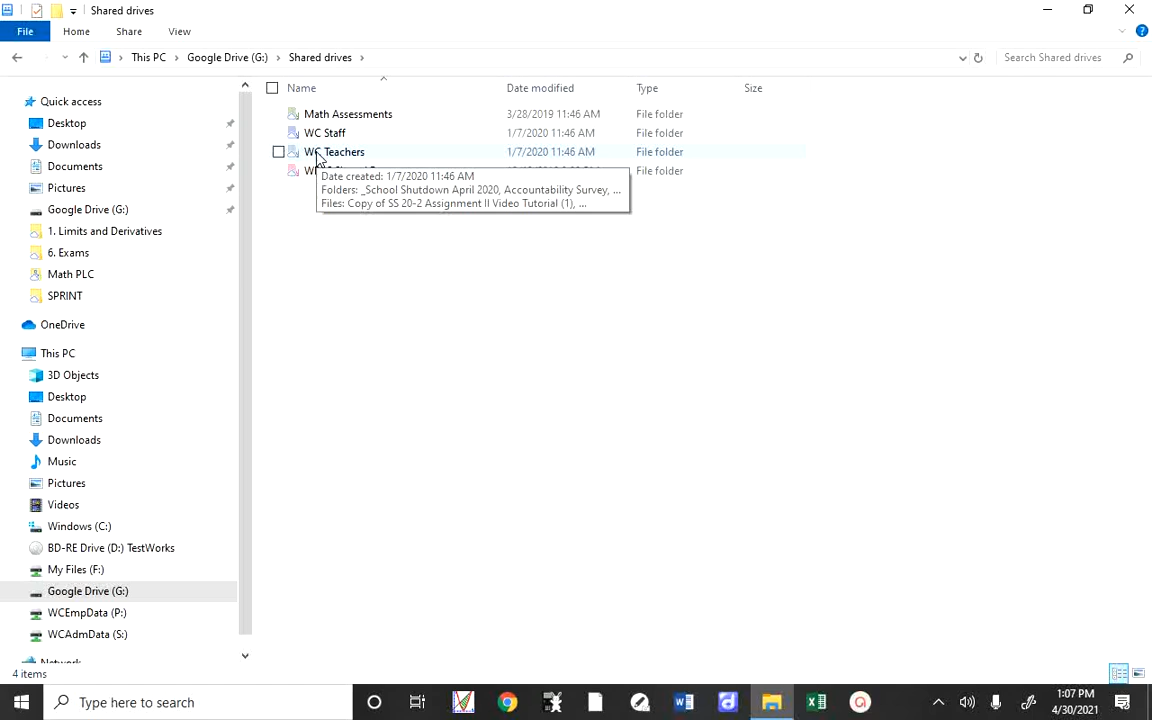 Shared drives
File Home Share View
This PC > Google Drive (G:) > Shared drives >
Search Shared drives
Name Date modified Type Size
Math Assessments 3/28/2019 11:46 AM File folder
WC Staff 1/7/2020 11:46 AM File folder
WC Teachers 1/7/2020 11:46 AM File folder
File folder
Date created: 1/7/2020 11:46 AM
Folders: _School Shutdown April 2020, Accountability Survey, ...
Files: Copy of SS 20-2 Assignment II Video Tutorial (1), ...
Quick access
Desktop
Downloads
Documents
Pictures
Google Drive (G:)
1. Limits and Derivatives
6. Exams
Math PLC
SPRINT
OneDrive
This PC
3D Objects
Desktop
Documents
Downloads
Music
Pictures
Videos
Windows (C:)
BD-RE Drive (D:) TestWorks
My Files (F:)
Google Drive (G:)
WCEmpData (P:)
WCAdmData (S:)
Network
4 items
Type here to search
1:07 PM
4/30/2021